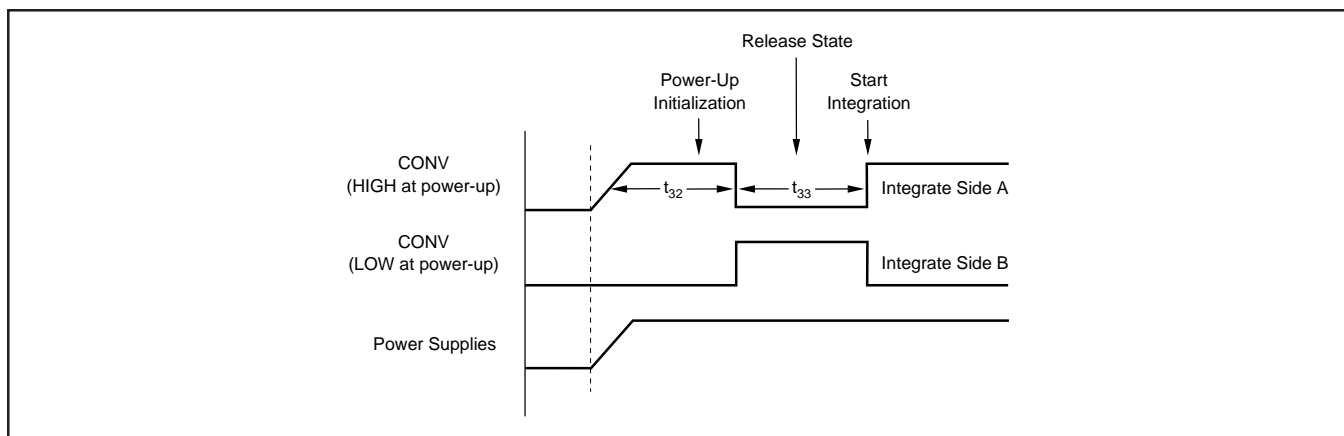 Release State
Power-Up
Initialization
Start
Integration
CONV
(HIGH at power-up)
t32
t33
Integrate Side A
CONV
(LOW at power-up)
Integrate Side B
Power Supplies